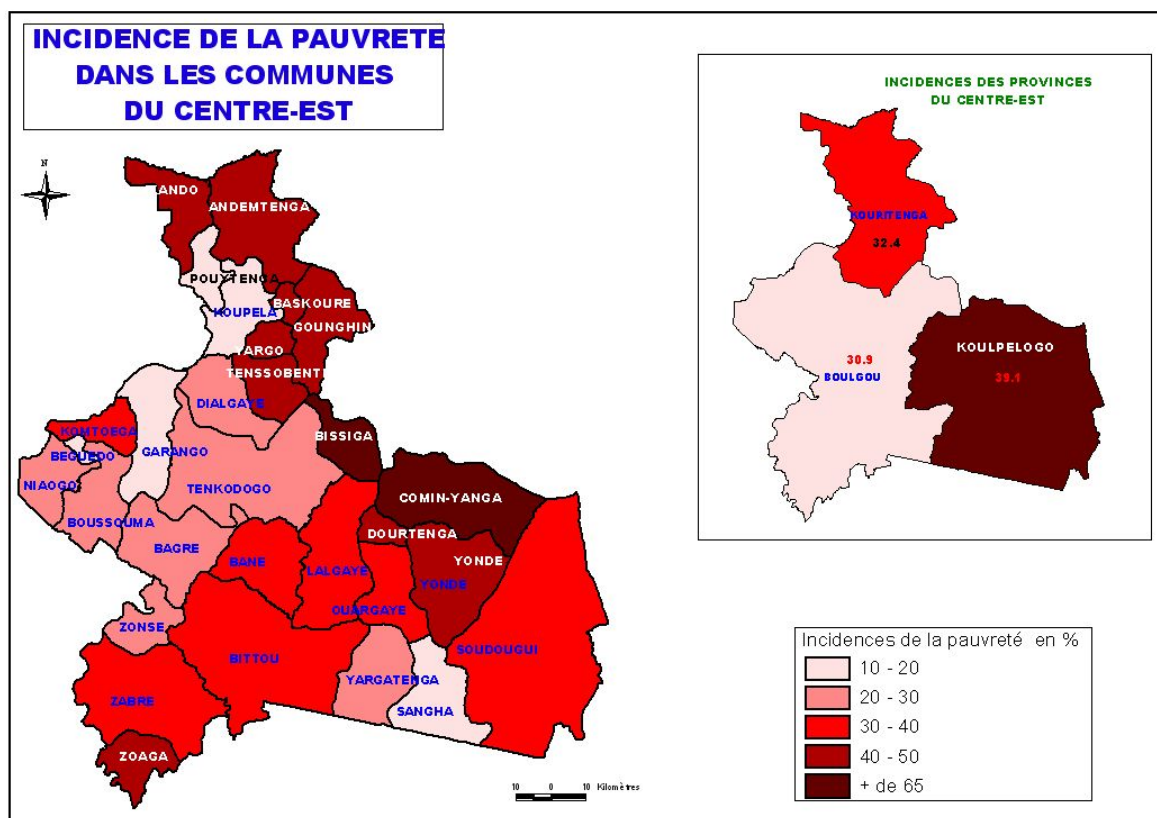 INCIDENCE DE LA PAUVRETE
DANS LES COMMUNES
DU CENTRE-EST
N
ANDO
ANDEMTENGA
POUYTENGA
KOUPELA
BASKOURE
GOUNGHIN
YARGO
TENSSOBENTI
DIALGAYE
KOMTOEGA
BISSIGA
BEGUEDO
GARANGO
NIAOGO
TENKODOGO
COMIN-YANGA
BOUSSOUMA
DOURTENGA
BAGRE
BANE
LALGAYE
YONDE
YONDE
OUARGAYE
ZONSE
BITTOU
SOUDOUGUI
YARGATENGA
ZABRE
SANGHA
ZOAGA
10 0 10 Kilomètres
INCIDENCES DES PROVINCES
DU CENTRE-EST
KOURITENGA
32.4
KOULPELOGO
30.9
BOULGOU
39.1
Incidences de la pauvreté en %
10 - 20
20 - 30
30 - 40
40 - 50
+ de 65